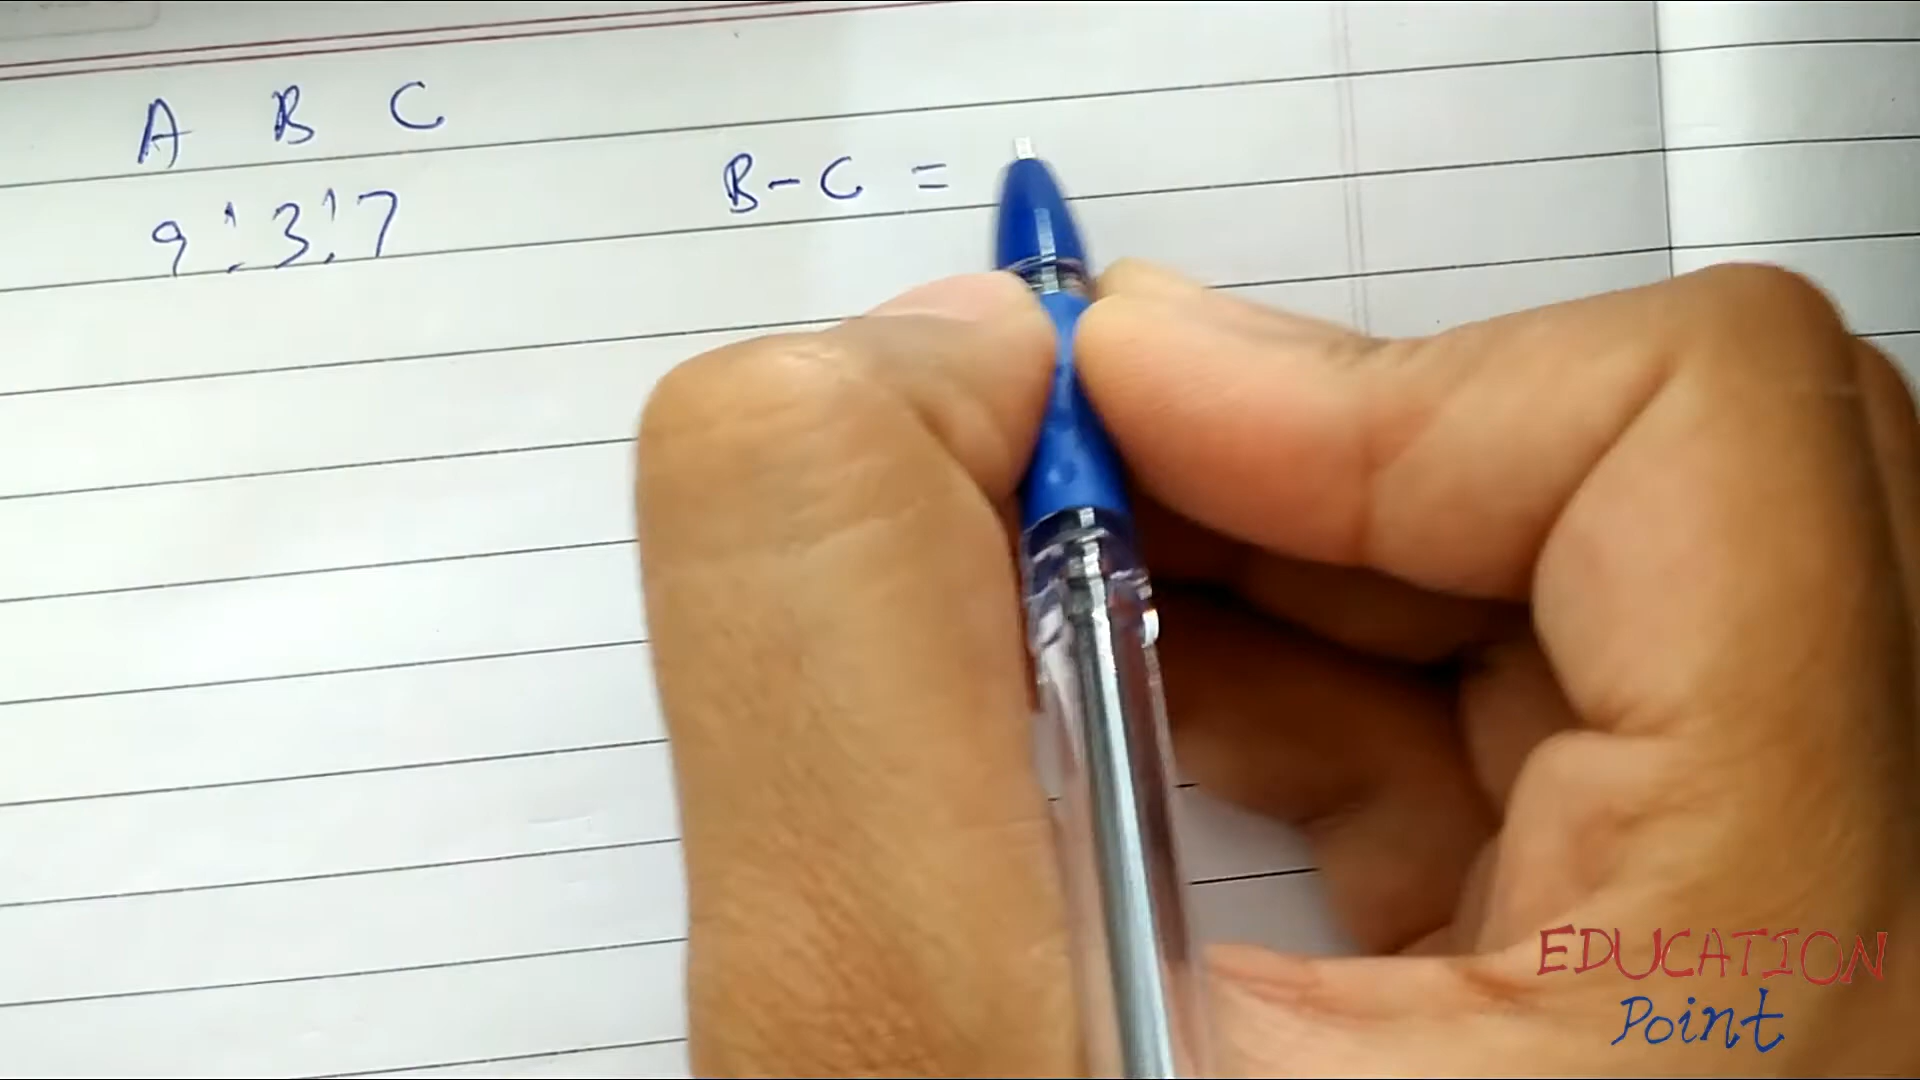 A B C
9 : 3 : 7
B - C =
EDUCATION
Point